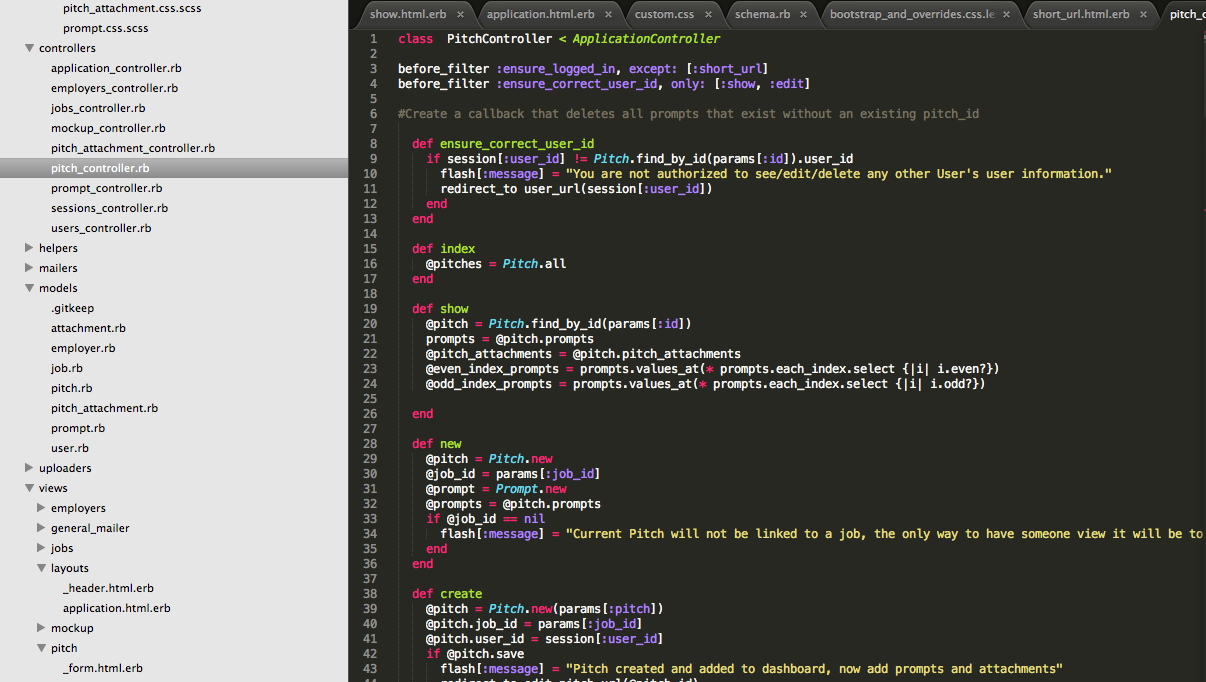 pitch_attachment.css.scss
prompt.css.scss
controllers
application_controller.rb
employers_controller.rb
jobs_controller.rb
mockup_controller.rb
pitch_attachment_controller.rb
pitch_controller.rb
prompt_controller.rb
sessions_controller.rb
users_controller.rb
helpers
mailers
models
.gitkeep
attachment.rb
employer.rb
job.rb
pitch.rb
pitch_attachment.rb
prompt.rb
user.rb
uploaders
views
employers
general_mailer
jobs
layouts
_header.html.erb
application.html.erb
mockup
pitch
_form.html.erb
show.html.erb × application.html.erb × custom.css × schema.rb × bootstrap_and_overrides.css.le × short_url.html.erb × pitch_c
1 class PitchController < ApplicationController
2
3 before_filter :ensure_logged_in, except: [:short_url]
4 before_filter :ensure_correct_user_id, only: [:show, :edit]
5
6 #Create a callback that deletes all prompts that exist without an existing pitch_id
7
8 def ensure_correct_user_id
9 if session[:user_id] != Pitch.find_by_id(params[:id]).user_id
10 flash[:message] = "You are not authorized to see/edit/delete any other User's user information."
11 redirect_to user_url(session[:user_id])
12 end
13 end
14
15 def index
16 @pitches = Pitch.all
17 end
18
19 def show
20 @pitch = Pitch.find_by_id(params[:id])
21 prompts = @pitch.prompts
22 @pitch_attachments = @pitch.pitch_attachments
23 @even_index_prompts = prompts.values_at(* prompts.each_index.select {|i| i.even?})
24 @odd_index_prompts = prompts.values_at(* prompts.each_index.select {|i| i.odd?})
25
26 end
27
28 def new
29 @pitch = Pitch.new
30 @job_id = params[:job_id]
31 @prompt = Prompt.new
32 @prompts = @pitch.prompts
33 if @job_id == nil
34 flash[:message] = "Current Pitch will not be linked to a job, the only way to have someone view it will be to
35 end
36 end
37
38 def create
39 @pitch = Pitch.new(params[:pitch])
40 @pitch.job_id = params[:job_id]
41 @pitch.user_id = session[:user_id]
42 if @pitch.save
43 flash[:message] = "Pitch created and added to dashboard, now add prompts and attachments"
44 redirect_to edit_pitch_url(@pitch.id)